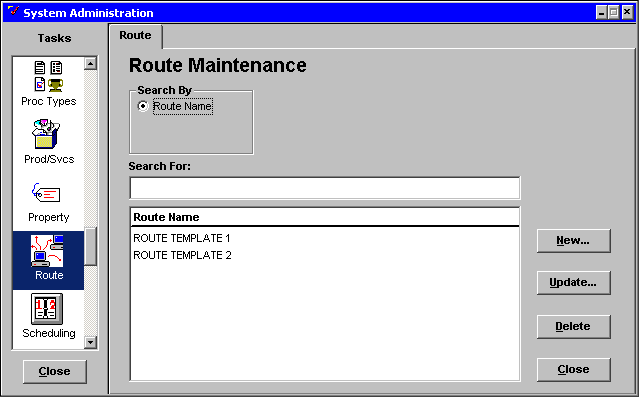 System Administration
Tasks
Proc Types
Prod/Svcs
Property
Route
Scheduling
Close
Route
Route Maintenance
Search By
Route Name
Search For:
Route Name
ROUTE TEMPLATE 1
ROUTE TEMPLATE 2
New...
Update...
Delete
Close